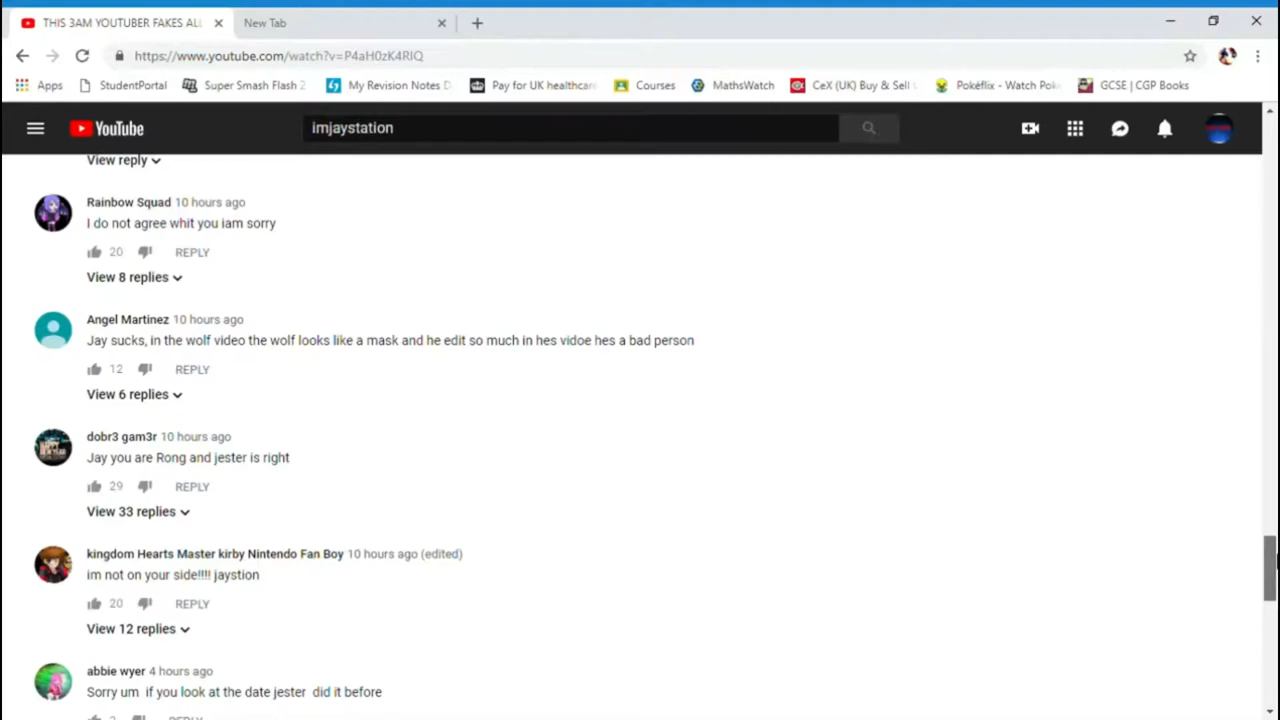 THIS 3AM YOUTUBER FAKES ALL
New Tab
https://www.youtube.com/watch?v=P4aH0zK4RIQ
Apps StudentPortal Super Smash Flash 2 My Revision Notes D Pay for UK healthcare Courses MathsWatch CeX (UK) Buy & Sell Pokéflix - Watch Poké GCSE | CGP Books
YouTube
imjaystation
View reply
Rainbow Squad 10 hours ago
I do not agree whit you iam sorry
20 REPLY
View 8 replies
Angel Martinez 10 hours ago
Jay sucks, in the wolf video the wolf looks like a mask and he edit so much in hes vidoe hes a bad person
12 REPLY
View 6 replies
dobr3 gam3r 10 hours ago
Jay you are Rong and jester is right
29 REPLY
View 33 replies
kingdom Hearts Master kirby Nintendo Fan Boy 10 hours ago (edited)
im not on your side!!!! jaystion
20 REPLY
View 12 replies
abbie wyer 4 hours ago
Sorry um if you look at the date jester did it before
REPLY